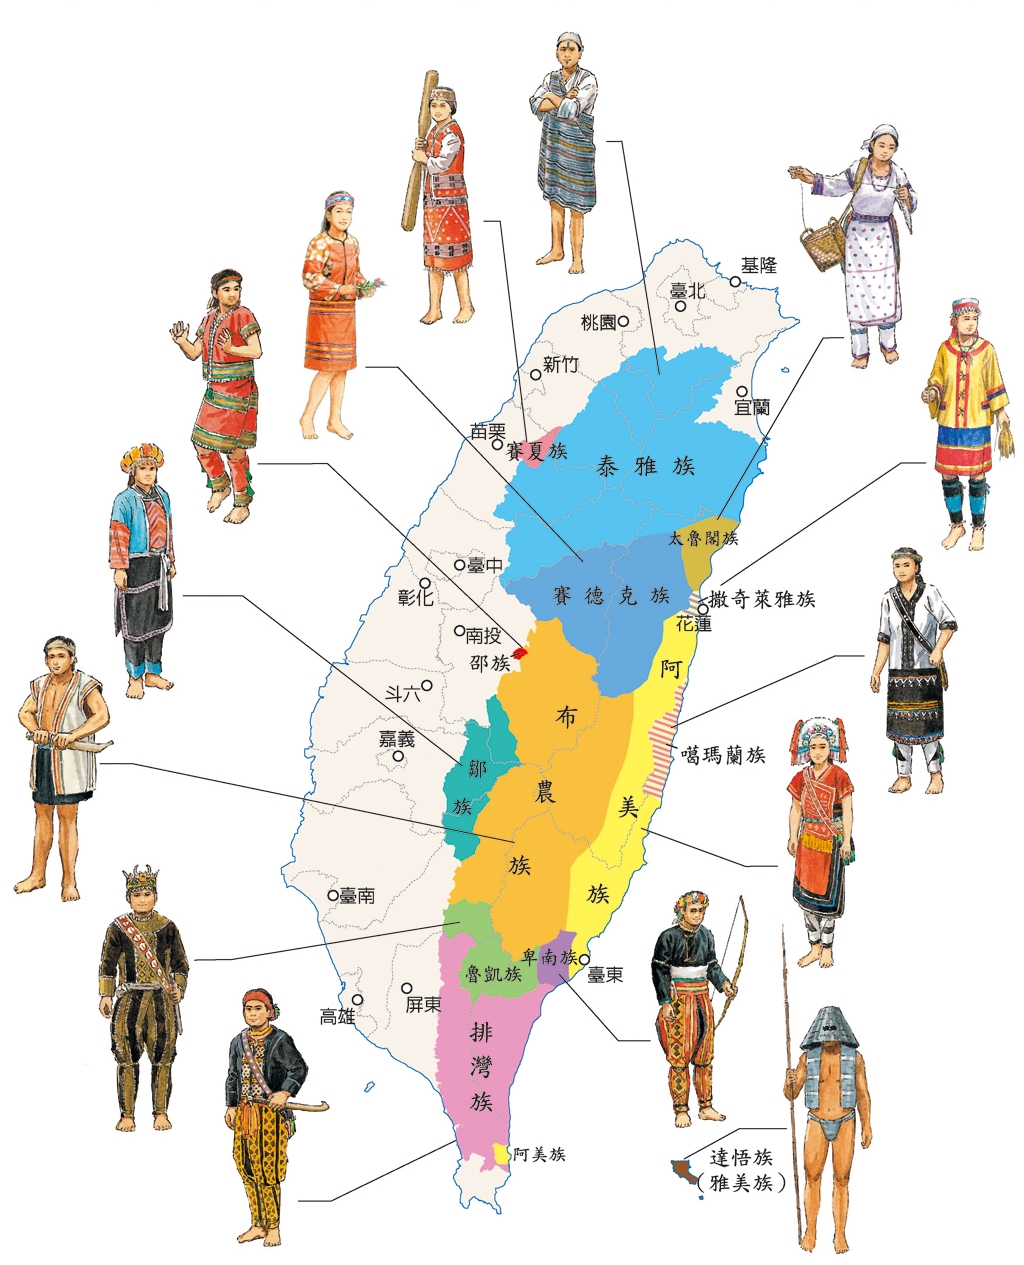 基隆
臺北
桃園
新竹
宜蘭
苗栗
賽夏族
泰雅族
太魯閣族
臺中
彰化
賽德克族
撒奇萊雅族
花蓮
南投
邵族
阿美族
斗六
布農族
嘉義
鄒族
噶瑪蘭族
臺南
卑南族
魯凱族
臺東
屏東
高雄
排灣族
阿美族
達悟族
(雅美族)